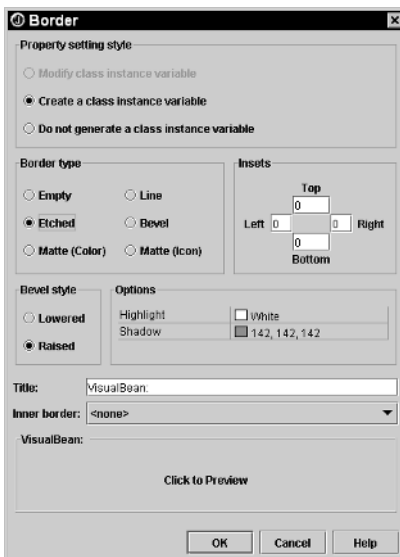 Border
Property setting style
Modify class instance variable
Create a class instance variable
Do not generate a class instance variable
Border type
Empty
Line
Etched
Bevel
Matte (Color)
Matte (Icon)
Insets
Top
0
Left 0 0 Right
0
Bottom
Bevel style
Lowered
Raised
Options
Highlight White
Shadow 142, 142, 142
Title: VisualBean:
Inner border: <none>
VisualBean:
Click to Preview
OK Cancel Help